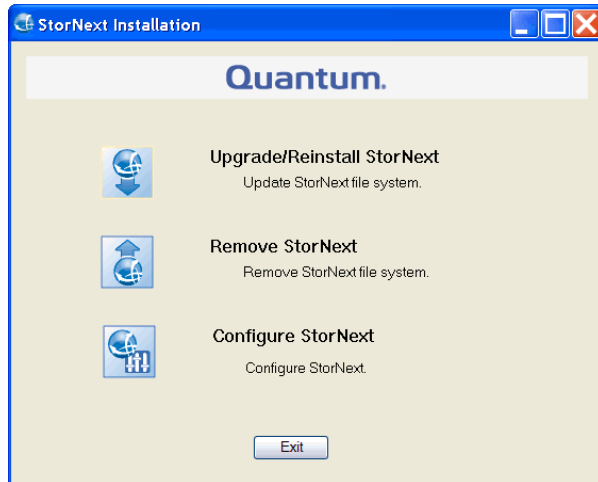 StorNext Installation
Quantum.
Upgrade/Reinstall StorNext
Update StorNext file system.
Remove StorNext
Remove StorNext file system.
Configure StorNext
Configure StorNext.
Exit